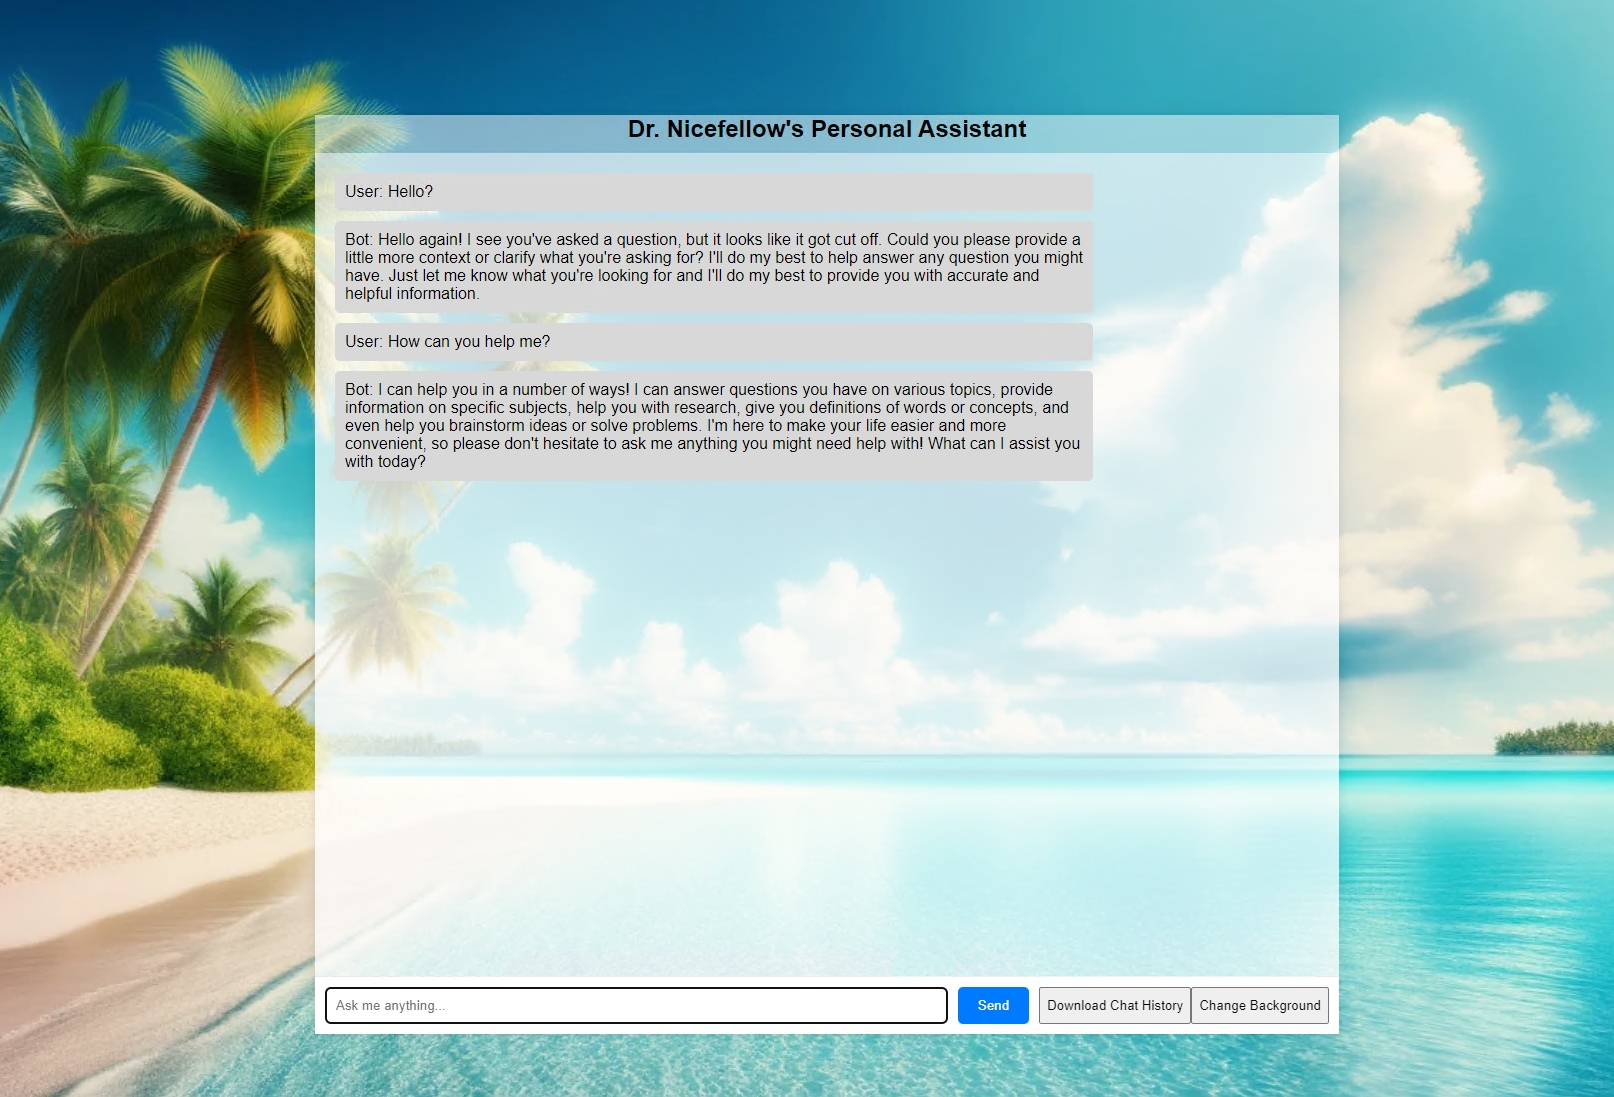 Dr. Nicefellow's Personal Assistant
User: Hello?
Bot: Hello again! I see you've asked a question, but it looks like it got cut off. Could you please provide a
little more context or clarify what you're asking for? I'll do my best to help answer any question you might
have. Just let me know what you're looking for and I'll do my best to provide you with accurate and
helpful information.
User: How can you help me?
Bot: I can help you in a number of ways! I can answer questions you have on various topics, provide
information on specific subjects, help you with research, give you definitions of words or concepts, and
even help you brainstorm ideas or solve problems. I'm here to make your life easier and more
convenient, so please don't hesitate to ask me anything you might need help with! What can I assist you
with today?
Ask me anything...
Send
Download Chat History
Change Background